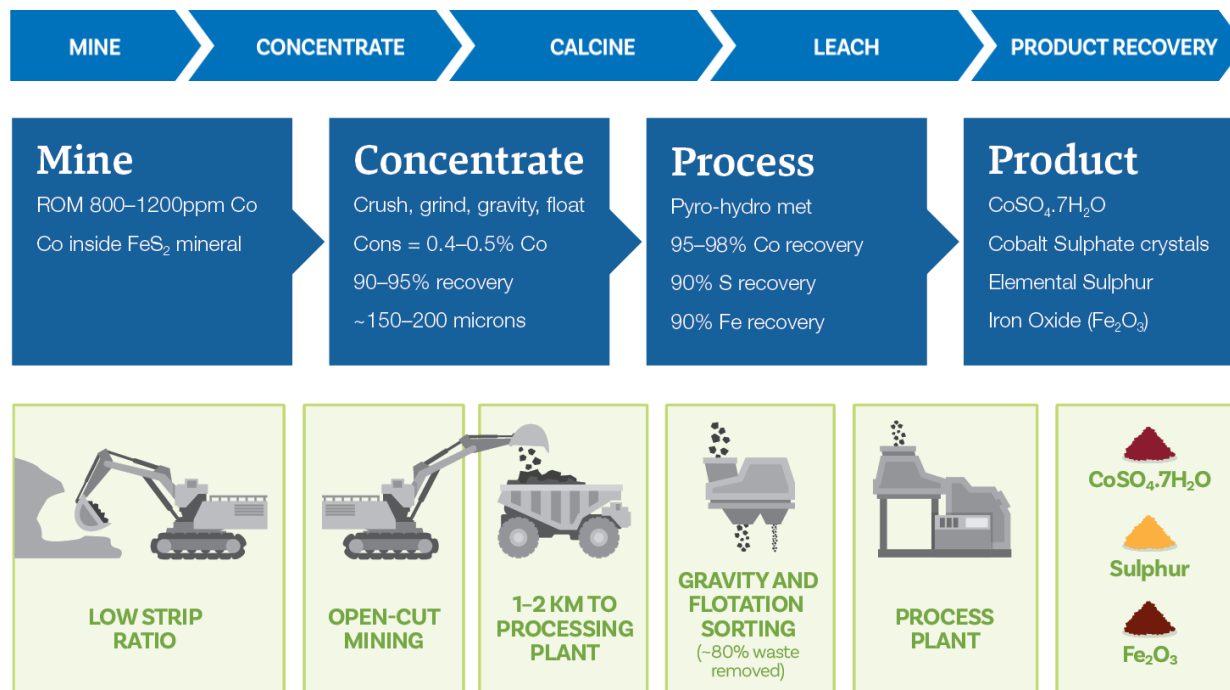 MINE
CONCENTRATE
CALCINE
LEACH
PRODUCT RECOVERY
Mine
ROM 800–1200ppm Co
Co inside FeS₂ mineral
Concentrate
Crush, grind, gravity, float
Cons = 0.4–0.5% Co
90–95% recovery
~150–200 microns
Process
Pyro-hydro met
95–98% Co recovery
90% S recovery
90% Fe recovery
Product
CoSO₄.7H₂O
Cobalt Sulphate crystals
Elemental Sulphur
Iron Oxide (Fe₂O₃)
LOW STRIP
RATIO
OPEN-CUT
MINING
1–2 KM TO
PROCESSING
PLANT
GRAVITY AND
FLOTATION
SORTING
(~80% waste
removed)
PROCESS
PLANT
CoSO₄.7H₂O
Sulphur
Fe₂O₃